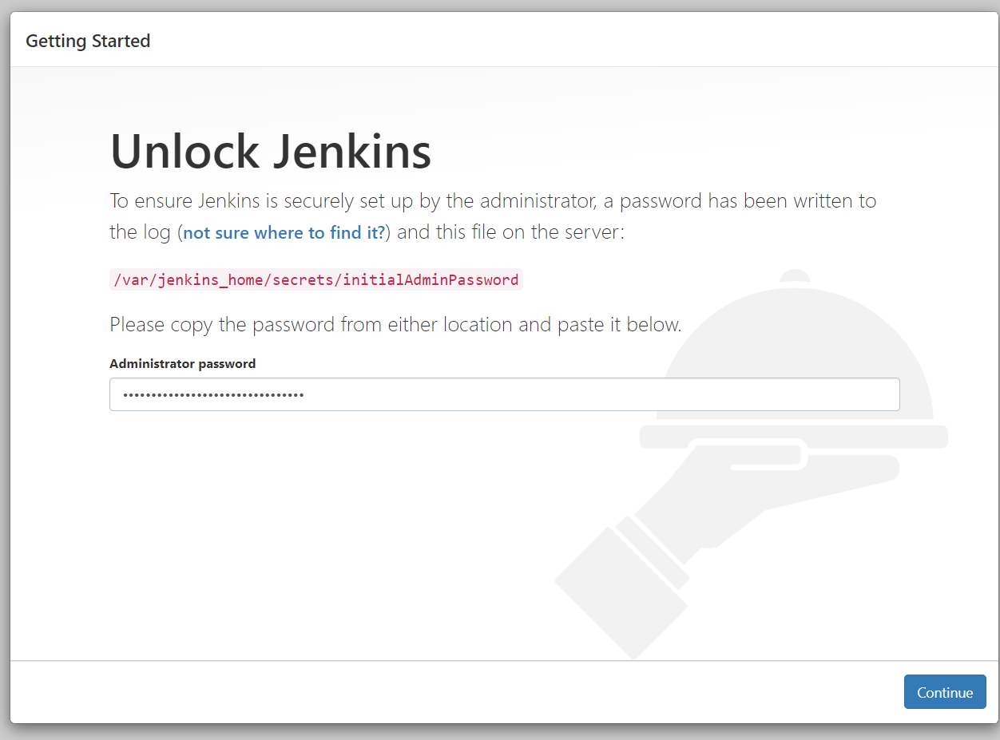 Getting Started
Unlock Jenkins
To ensure Jenkins is securely set up by the administrator, a password has been written to
the log (not sure where to find it?) and this file on the server:
/var/jenkins_home/secrets/initialAdminPassword
Please copy the password from either location and paste it below.
Administrator password
••••••••••••••••••••••••••••••••
Continue